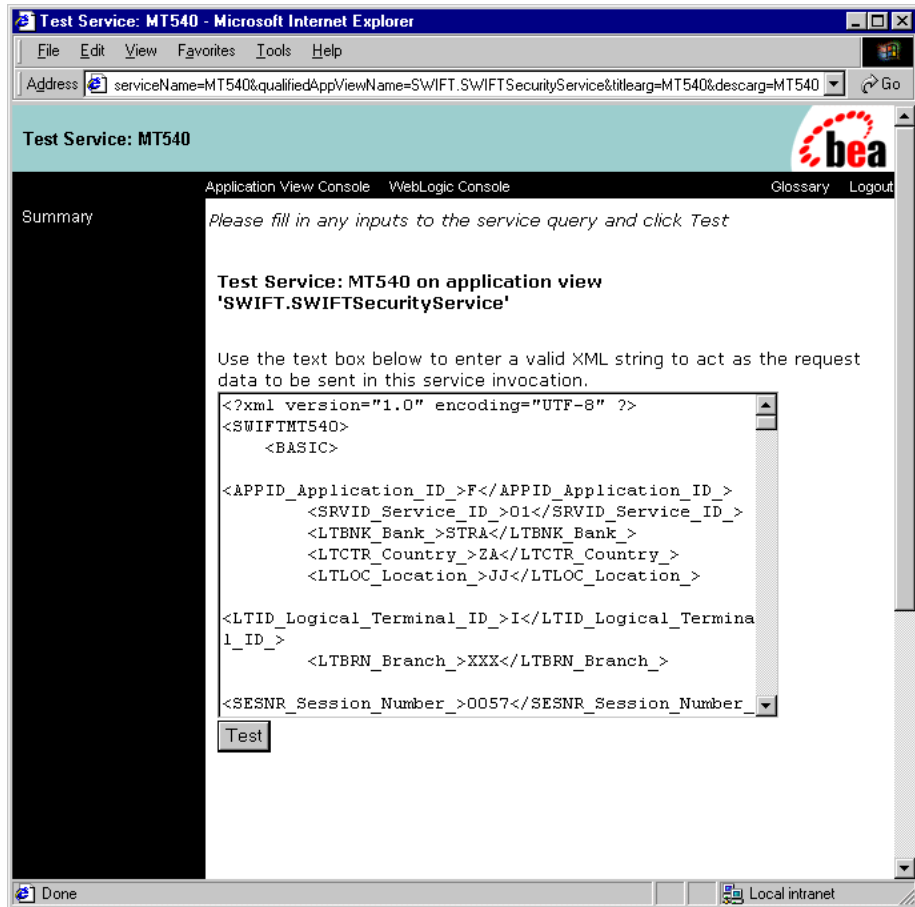 Test Service: MT540 - Microsoft Internet Explorer
File Edit View Favorites Tools Help
Address serviceName=MT540&qualifiedAppViewName=SWIFT.SWIFTSecurityService&titlearg=MT540&descarg=MT540 Go
Test Service: MT540
bea
Application View Console WebLogic Console Glossary Logout
Summary
Please fill in any inputs to the service query and click Test
Test Service: MT540 on application view
'SWIFT.SWIFTSecurityService'
Use the text box below to enter a valid XML string to act as the request
data to be sent in this service invocation.
<?xml version="1.0" encoding="UTF-8" ?>
<SWIFTMT540>
<BASIC>
<APPID_Application_ID_>F</APPID_Application_ID_>
<SRVID_Service_ID_>01</SRVID_Service_ID_>
<LTBNK_Bank_>STRA</LTBNK_Bank_>
<LTCTR_Country_>ZA</LTCTR_Country_>
<LTLOC_Location_>JJ</LTLOC_Location_>
<LTID_Logical_Terminal_ID_>I</LTID_Logical_Termina
l_ID_>
<LTBRN_Branch_>XXX</LTBRN_Branch_>
<SESNR_Session_Number_>0057</SESNR_Session_Number_
Test
Done Local intranet